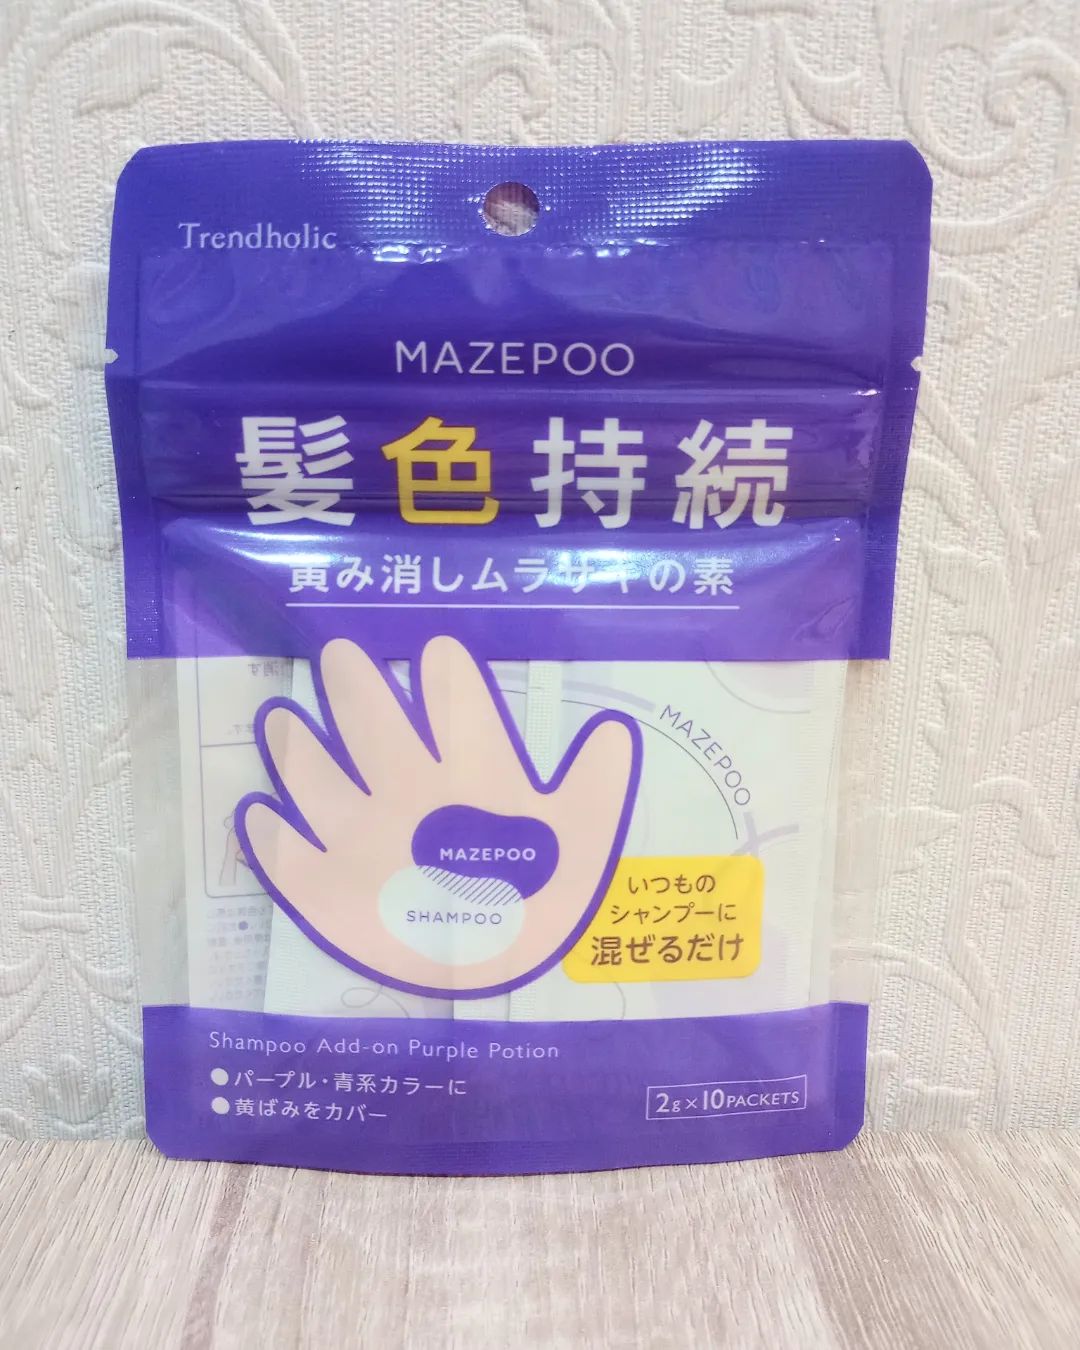 Trendholic
MAZEPOO
髪色持続
黄み消しムラサキの素
MAZEPOO
MAZEPOO
SHAMPOO
いつもの
シャンプーに
混ぜるだけ
Shampoo Add-on Purple Potion
●パープル・青系カラーに
●黄ばみをカバー
2g×10PACKETS